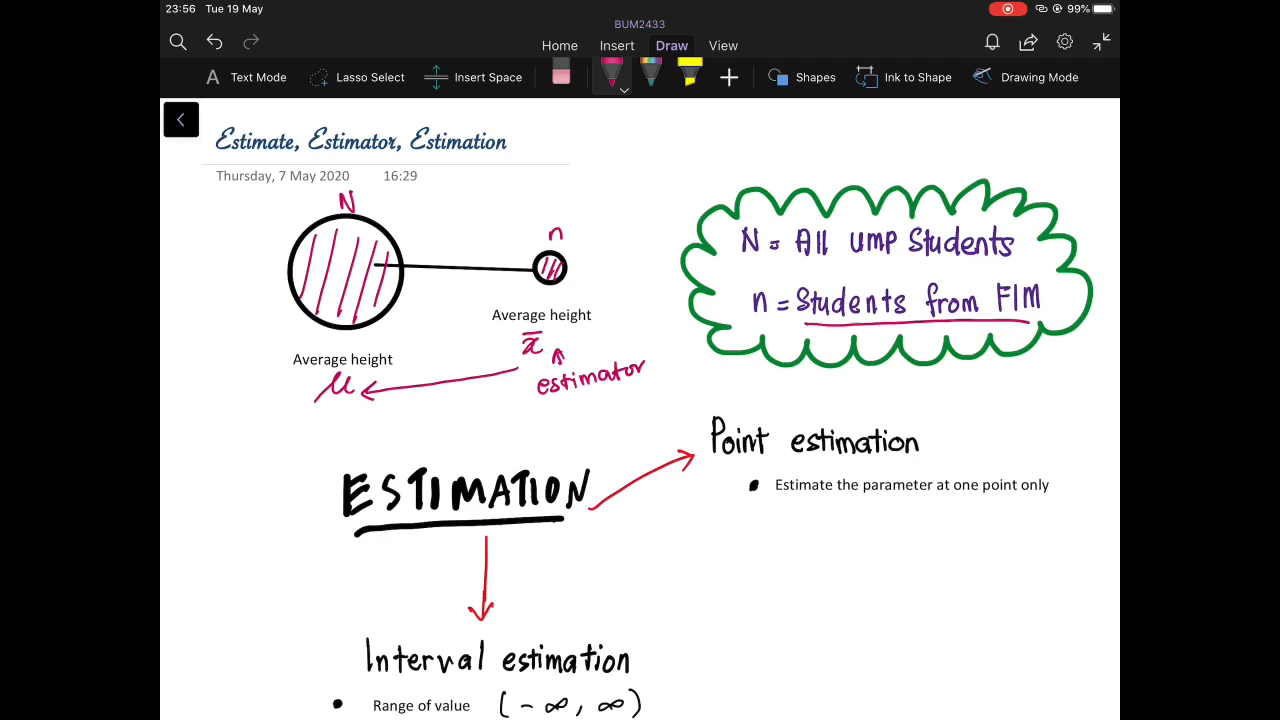 23:56 Tue 19 May
99%
BUM2433
Home Insert Draw View
Text Mode Lasso Select Insert Space Shapes Ink to Shape Drawing Mode
Estimate, Estimator, Estimation
Thursday, 7 May 2020 16:29
N
n
N = All UMP Students
n = Students from FIM
Average height
x̄
estimator
Average height
μ
Point estimation
• Estimate the parameter at one point only
ESTIMATION
Interval estimation
• Range of value (-∞, ∞)